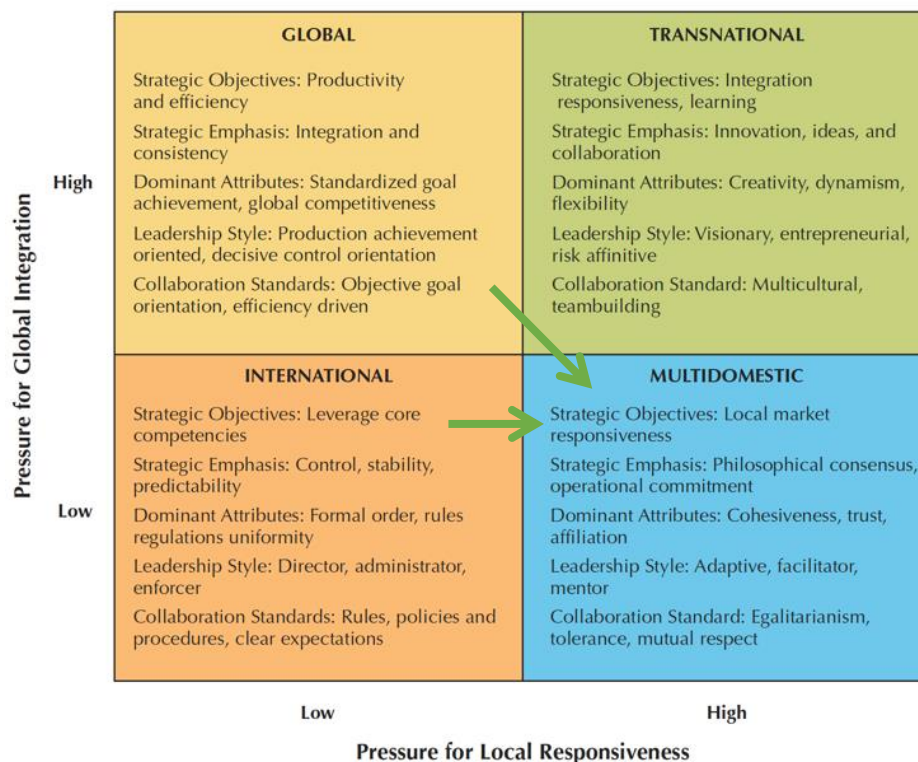 GLOBAL
Strategic Objectives: Productivity
and efficiency
Strategic Emphasis: Integration and
consistency
Dominant Attributes: Standardized goal
achievement, global competitiveness
Leadership Style: Production achievement
oriented, decisive control orientation
Collaboration Standards: Objective goal
orientation, efficiency driven
TRANSNATIONAL
Strategic Objectives: Integration
responsiveness, learning
Strategic Emphasis: Innovation, ideas, and
collaboration
Dominant Attributes: Creativity, dynamism,
flexibility
Leadership Style: Visionary, entrepreneurial,
risk affinitive
Collaboration Standard: Multicultural,
teambuilding
INTERNATIONAL
Strategic Objectives: Leverage core
competencies
Strategic Emphasis: Control, stability,
predictability
Dominant Attributes: Formal order, rules
regulations uniformity
Leadership Style: Director, administrator,
enforcer
Collaboration Standards: Rules, policies and
procedures, clear expectations
MULTIDOMESTIC
Strategic Objectives: Local market
responsiveness
Strategic Emphasis: Philosophical consensus,
operational commitment
Dominant Attributes: Cohesiveness, trust,
affiliation
Leadership Style: Adaptive, facilitator,
mentor
Collaboration Standard: Egalitarianism,
tolerance, mutual respect
High
Low
Pressure for Global Integration
Low
High
Pressure for Local Responsiveness